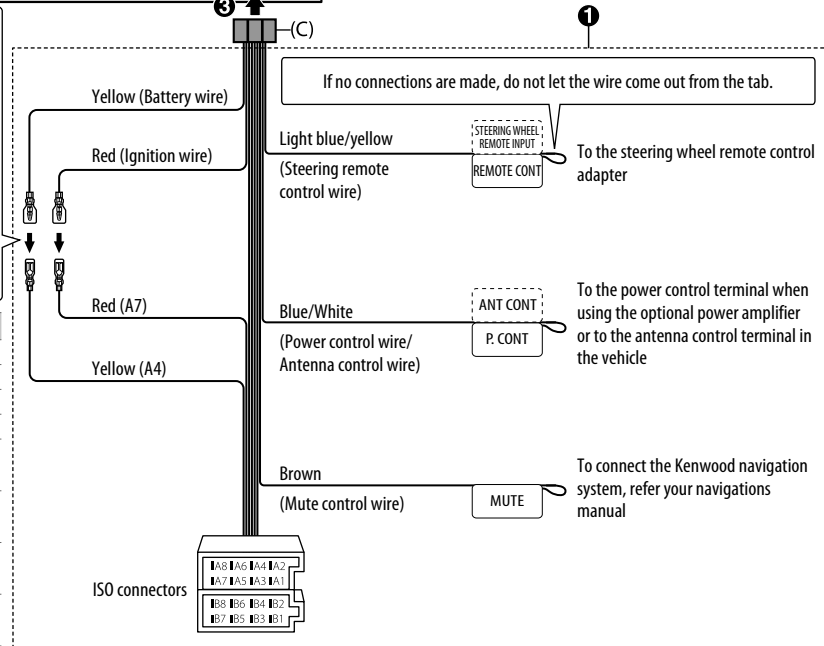 ❸
(C)
❶
If no connections are made, do not let the wire come out from the tab.
Yellow (Battery wire)
Red (Ignition wire)
Light blue/yellow
(Steering remote
control wire)
STEERING WHEEL
REMOTE INPUT
REMOTE CONT
To the steering wheel remote control
adapter
Red (A7)
Yellow (A4)
Blue/White
(Power control wire/
Antenna control wire)
ANT CONT
P. CONT
To the power control terminal when
using the optional power amplifier
or to the antenna control terminal in
the vehicle
Brown
(Mute control wire)
MUTE
To connect the Kenwood navigation
system, refer your navigations
manual
ISO connectors
A8 A6 A4 A2
A7 A5 A3 A1
B8 B6 B4 B2
B7 B5 B3 B1